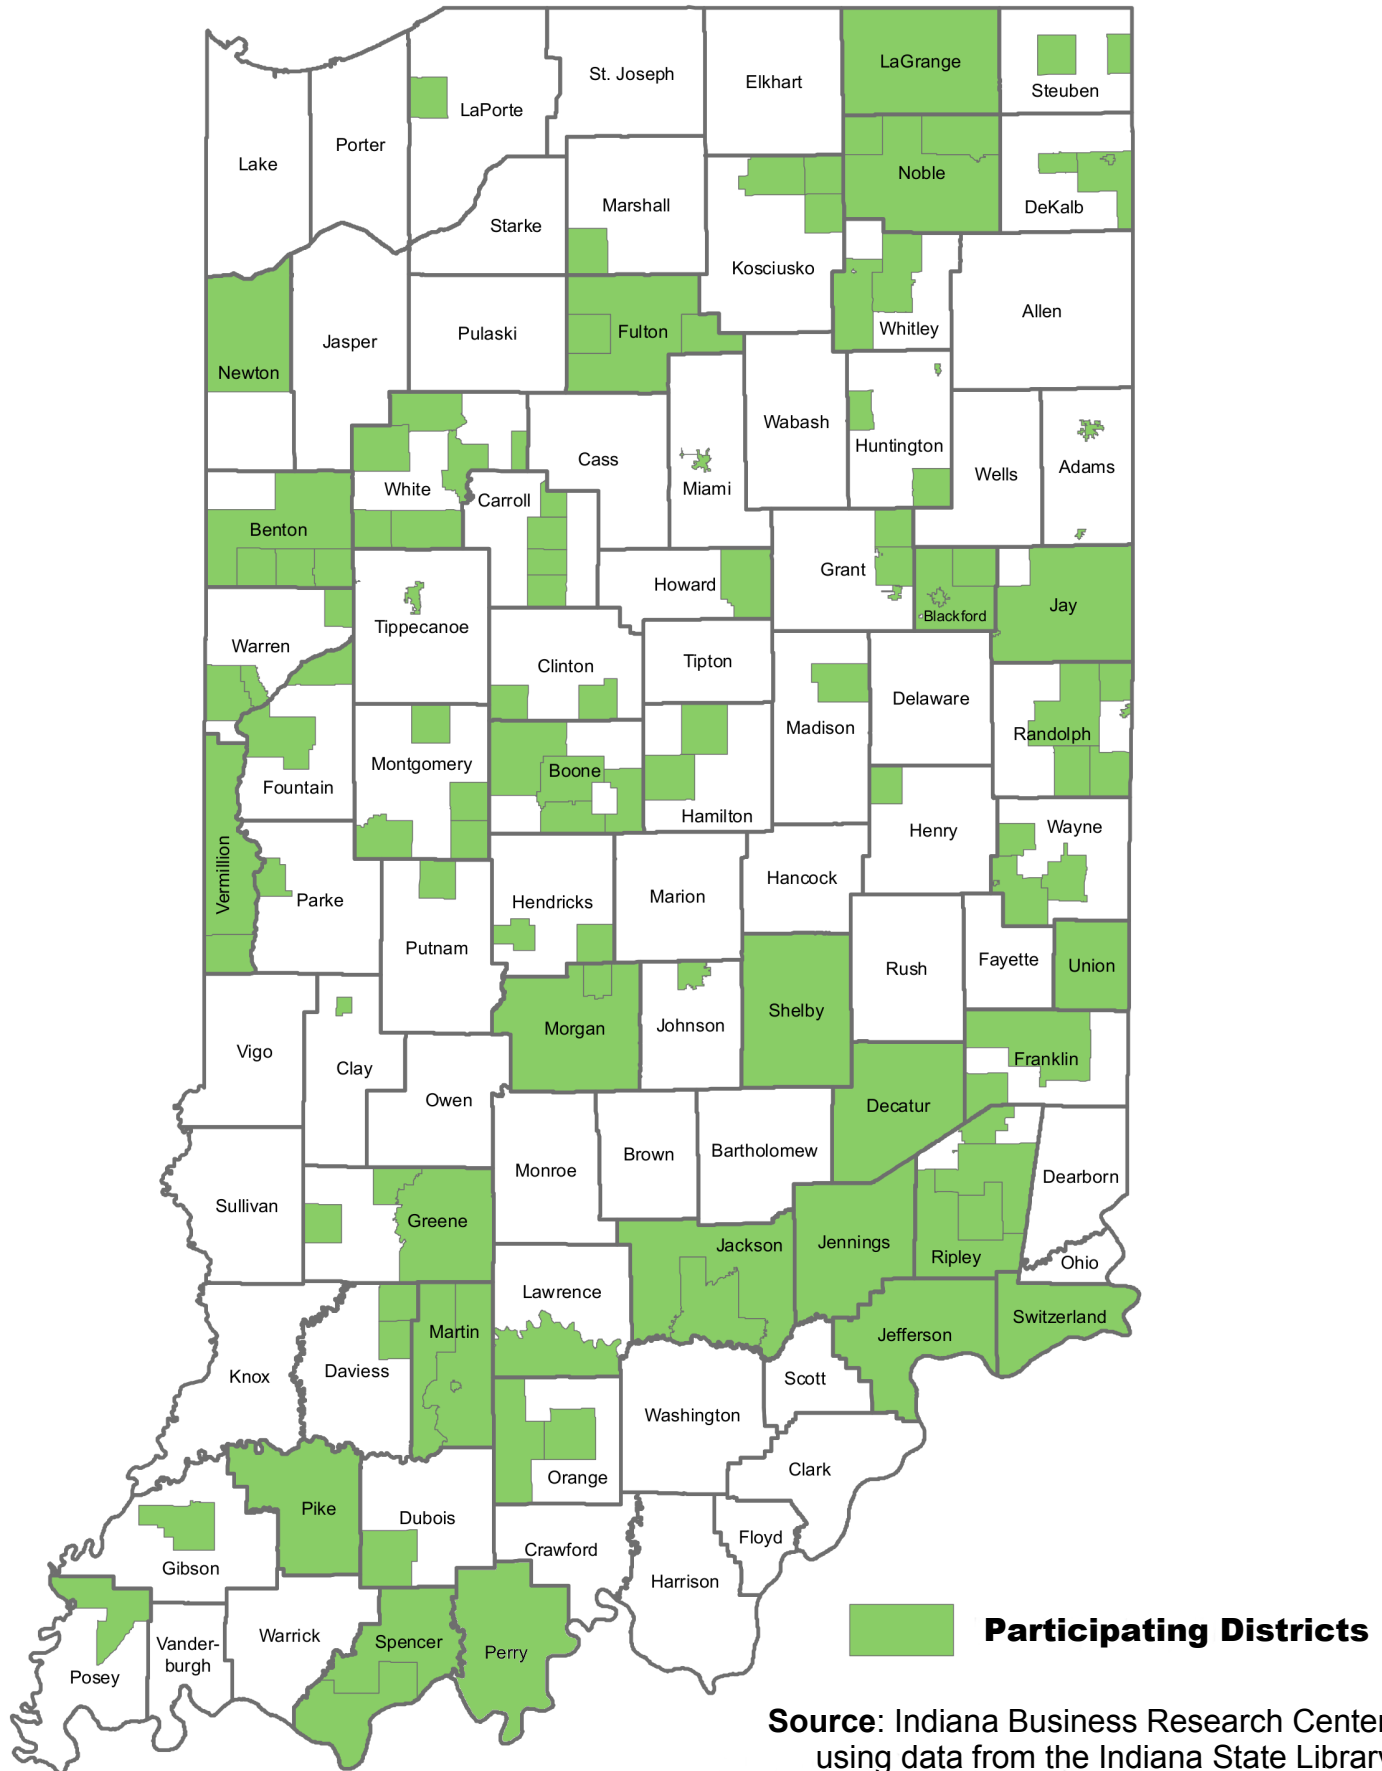 LaGrange
St. Joseph
Elkhart
Steuben
LaPorte
Porter
Lake
Noble
Marshall
DeKalb
Starke
Kosciusko
Allen
Whitley
Fulton
Pulaski
Jasper
Newton
Wabash
Huntington
Cass
Adams
Wells
Miami
White
Carroll
Benton
Grant
Howard
Jay
Blackford
Tippecanoe
Warren
Tipton
Clinton
Delaware
Madison
Randolph
Montgomery
Boone
Fountain
Hamilton
Wayne
Henry
Vermillion
Hancock
Marion
Parke
Hendricks
Putnam
Fayette
Union
Rush
Shelby
Johnson
Morgan
Vigo
Franklin
Clay
Owen
Decatur
Bartholomew
Brown
Monroe
Dearborn
Sullivan
Greene
Jennings
Jackson
Ripley
Ohio
Lawrence
Switzerland
Martin
Jefferson
Daviess
Knox
Scott
Washington
Clark
Orange
Pike
Dubois
Floyd
Crawford
Gibson
Harrison
Participating Districts
Warrick
Spencer
Vander-
burgh
Perry
Posey
Source: Indiana Business Research Center
using data from the Indiana State Library